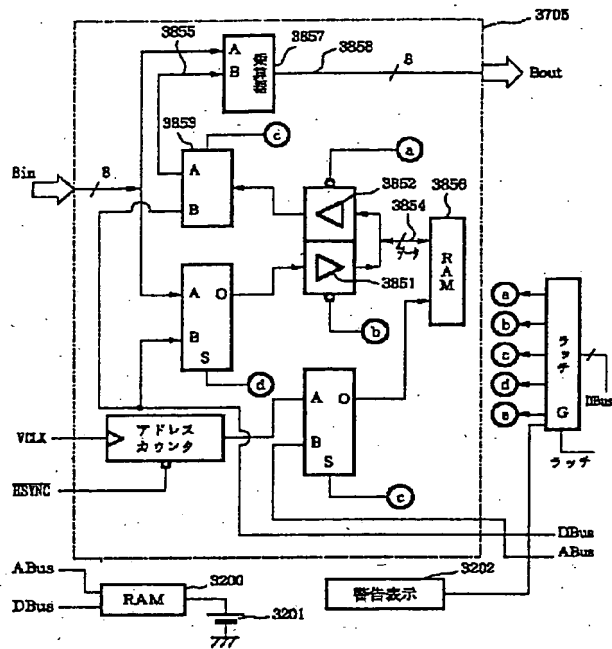 3705
3855
3857
3858
A
B
8
Bout
演算器
3853
c
a
Bin
8
A
B
3852
3854
3856
データ
RAM
A
O
B
S
3851
b
d
a
b
c
d
e
ラッチ
G
DBus
ラッチ
A
O
B
S
c
VCLK
アドレス
カウンタ
HSYNC
DBus
ABus
ABus
DBus
RAM
3200
3201
3202
警告表示